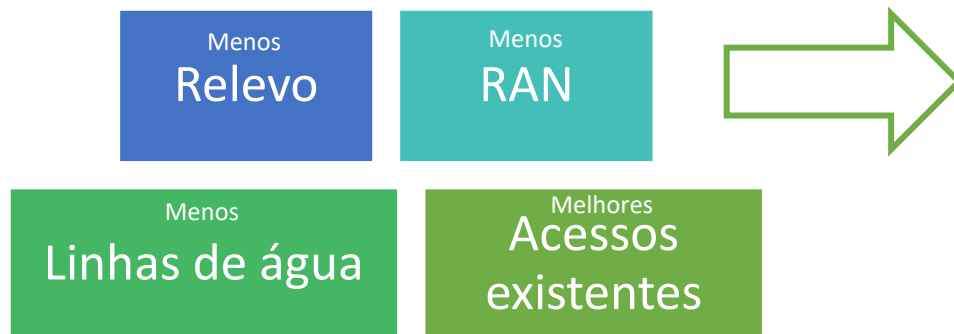 Menos
Relevo
Menos
RAN
Menos
Linhas de água
Melhores
Acessos
existentes